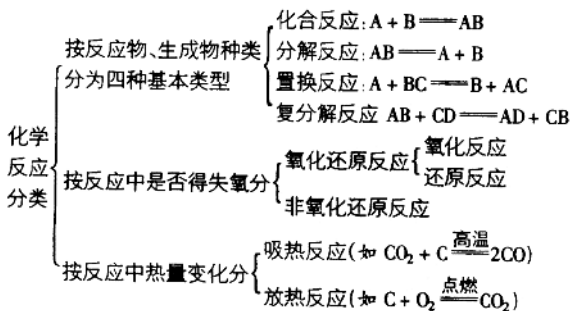 化学
反应
分类
按反应物、生成物种类
分为四种基本类型
化合反应:A + B══AB
分解反应:AB══A + B
置换反应:A + BC══B + AC
复分解反应 AB + CD══AD + CB
按反应中是否得失氧分
氧化还原反应
氧化反应
还原反应
非氧化还原反应
按反应中热量变化分
吸热反应(如 CO₂ + C ══高温══ 2CO)
放热反应(如 C + O₂ ══点燃══ CO₂)